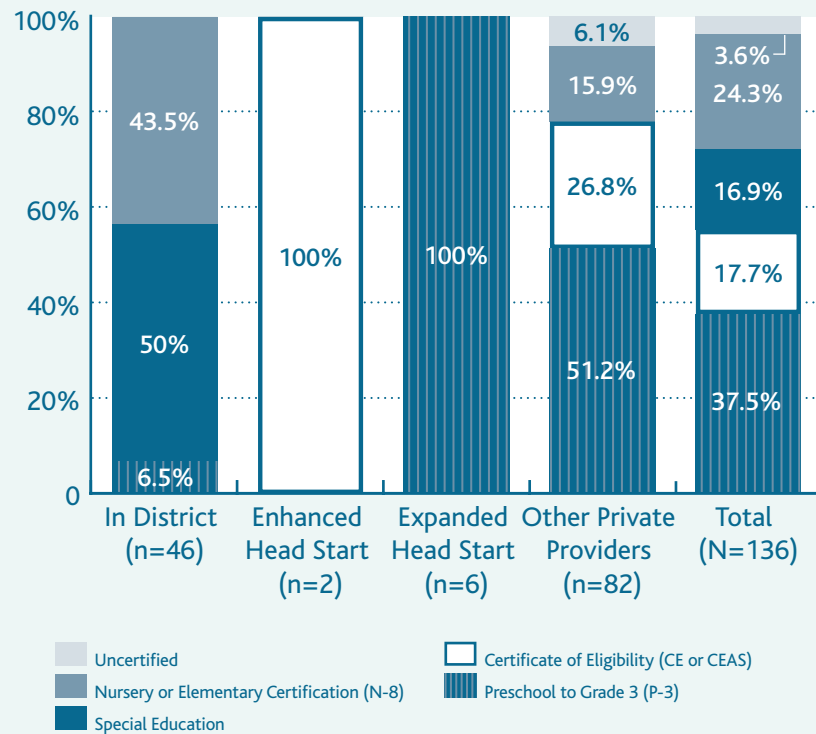 100%
80%
60%
40%
20%
0
43.5%
50%
6.5%
100%
100%
6.1%
15.9%
26.8%
51.2%
3.6%
24.3%
16.9%
17.7%
37.5%
In District
(n=46)
Enhanced
Head Start
(n=2)
Expanded
Head Start
(n=6)
Other Private
Providers
(n=82)
Total
(N=136)
Uncertified
Nursery or Elementary Certification (N-8)
Special Education
Certificate of Eligibility (CE or CEAS)
Preschool to Grade 3 (P-3)